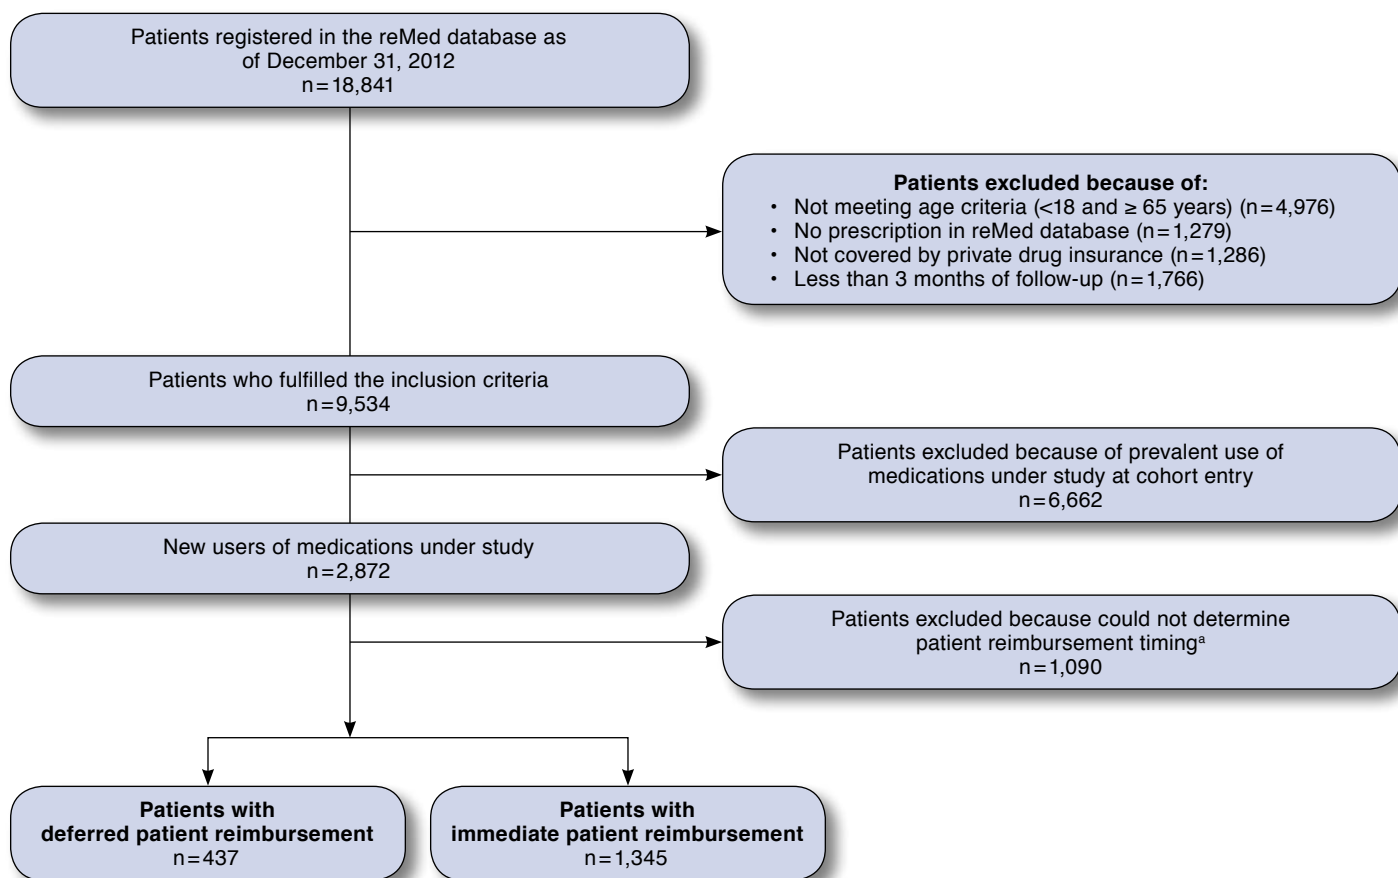 Patients registered in the reMed database as
of December 31, 2012
n=18,841
Patients excluded because of:
• Not meeting age criteria (<18 and ≥ 65 years) (n=4,976)
• No prescription in reMed database (n=1,279)
• Not covered by private drug insurance (n=1,286)
• Less than 3 months of follow-up (n=1,766)
Patients who fulfilled the inclusion criteria
n=9,534
Patients excluded because of prevalent use of
medications under study at cohort entry
n=6,662
New users of medications under study
n=2,872
Patients excluded because could not determine
patient reimbursement timingᵃ
n=1,090
Patients with
deferred patient reimbursement
n=437
Patients with
immediate patient reimbursement
n=1,345